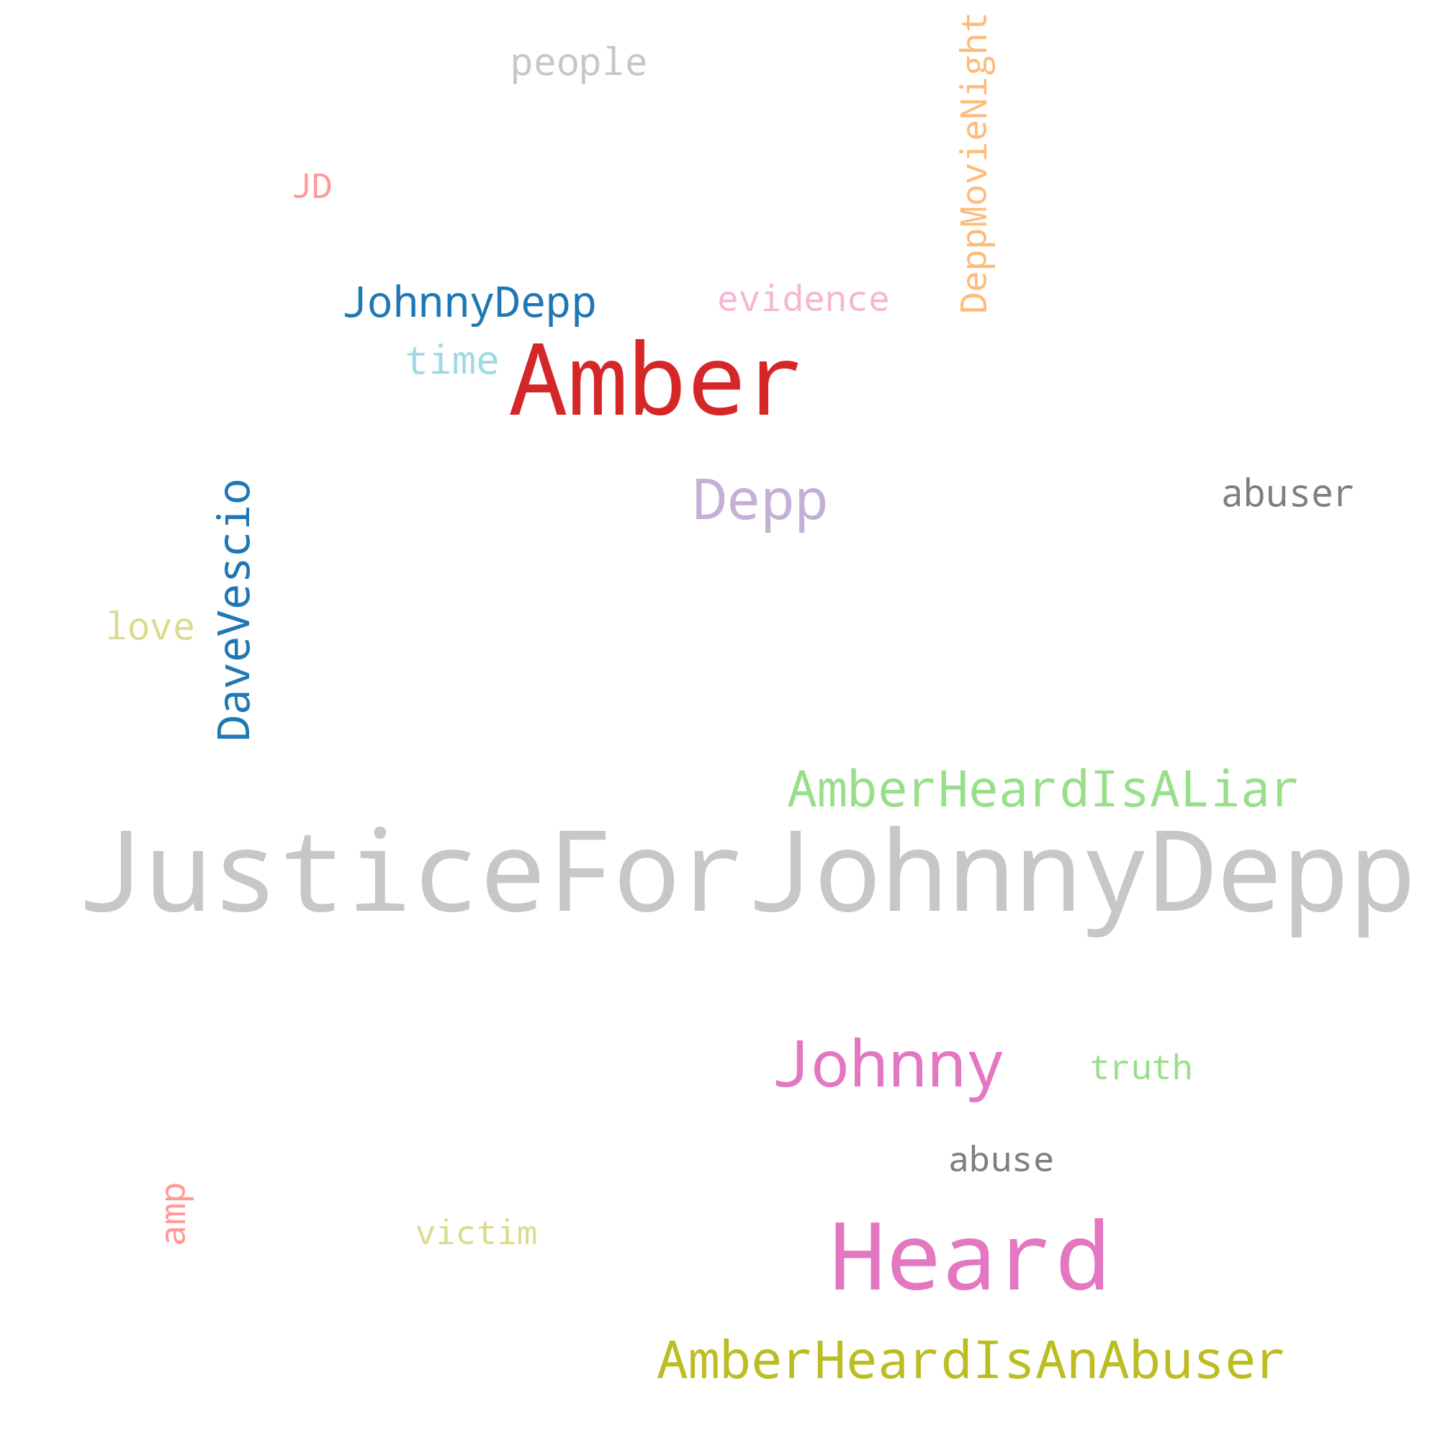 people
DeppMovieNight
JD
JohnnyDepp
evidence
time
Amber
Depp
abuser
DaveVescio
love
AmberHeardIsALiar
JusticeForJohnnyDepp
Johnny
truth
abuse
amp
victim
Heard
AmberHeardIsAnAbuser